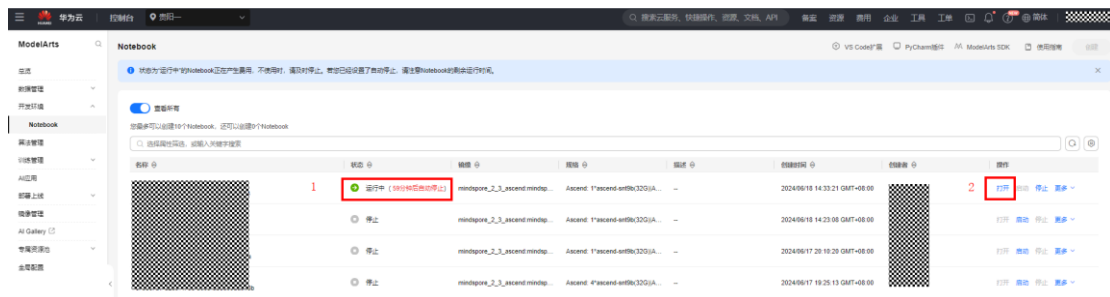 华为云 控制台 贵阳一 搜索云服务、快捷操作、资源、文档、API 备案 资源 费用 企业 工具 工单 简体
ModelArts Notebook VS Code扩展 PyCharm插件 ModelArts SDK 使用指南 创建
总览 状态为“运行中”的Notebook正在产生费用，不使用时，请及时停止。若您已经设置了自动停止，请注意Notebook的剩余运行时间。
数据管理
开发环境 查看所有
Notebook 您最多可以创建10个Notebook，还可以创建0个Notebook
算法管理 选择属性筛选，或输入关键字搜索
训练管理 名称 状态 镜像 规格 描述 创建时间 创建者 操作
AI应用
部署上线 1 运行中（59分钟后自动停止） mindspore_2_3_ascend:mindsp... Ascend: 1*ascend-snt9b(32G)|A... -- 2024/06/18 14:33:21 GMT+08:00 2 打开 启动 停止 更多
镜像管理
AI Gallery 停止 mindspore_2_3_ascend:mindsp... Ascend: 1*ascend-snt9b(32G)|A... -- 2024/06/18 14:23:08 GMT+08:00 打开 启动 停止 更多
专属资源池 停止 mindspore_2_3_ascend:mindsp... Ascend: 1*ascend-snt9b(32G)|A... -- 2024/06/17 20:10:20 GMT+08:00 打开 启动 停止 更多
全局配置
停止 mindspore_2_3_ascend:mindsp... Ascend: 4*ascend-snt9b(32G)|A... -- 2024/06/17 19:25:13 GMT+08:00 打开 启动 停止 更多